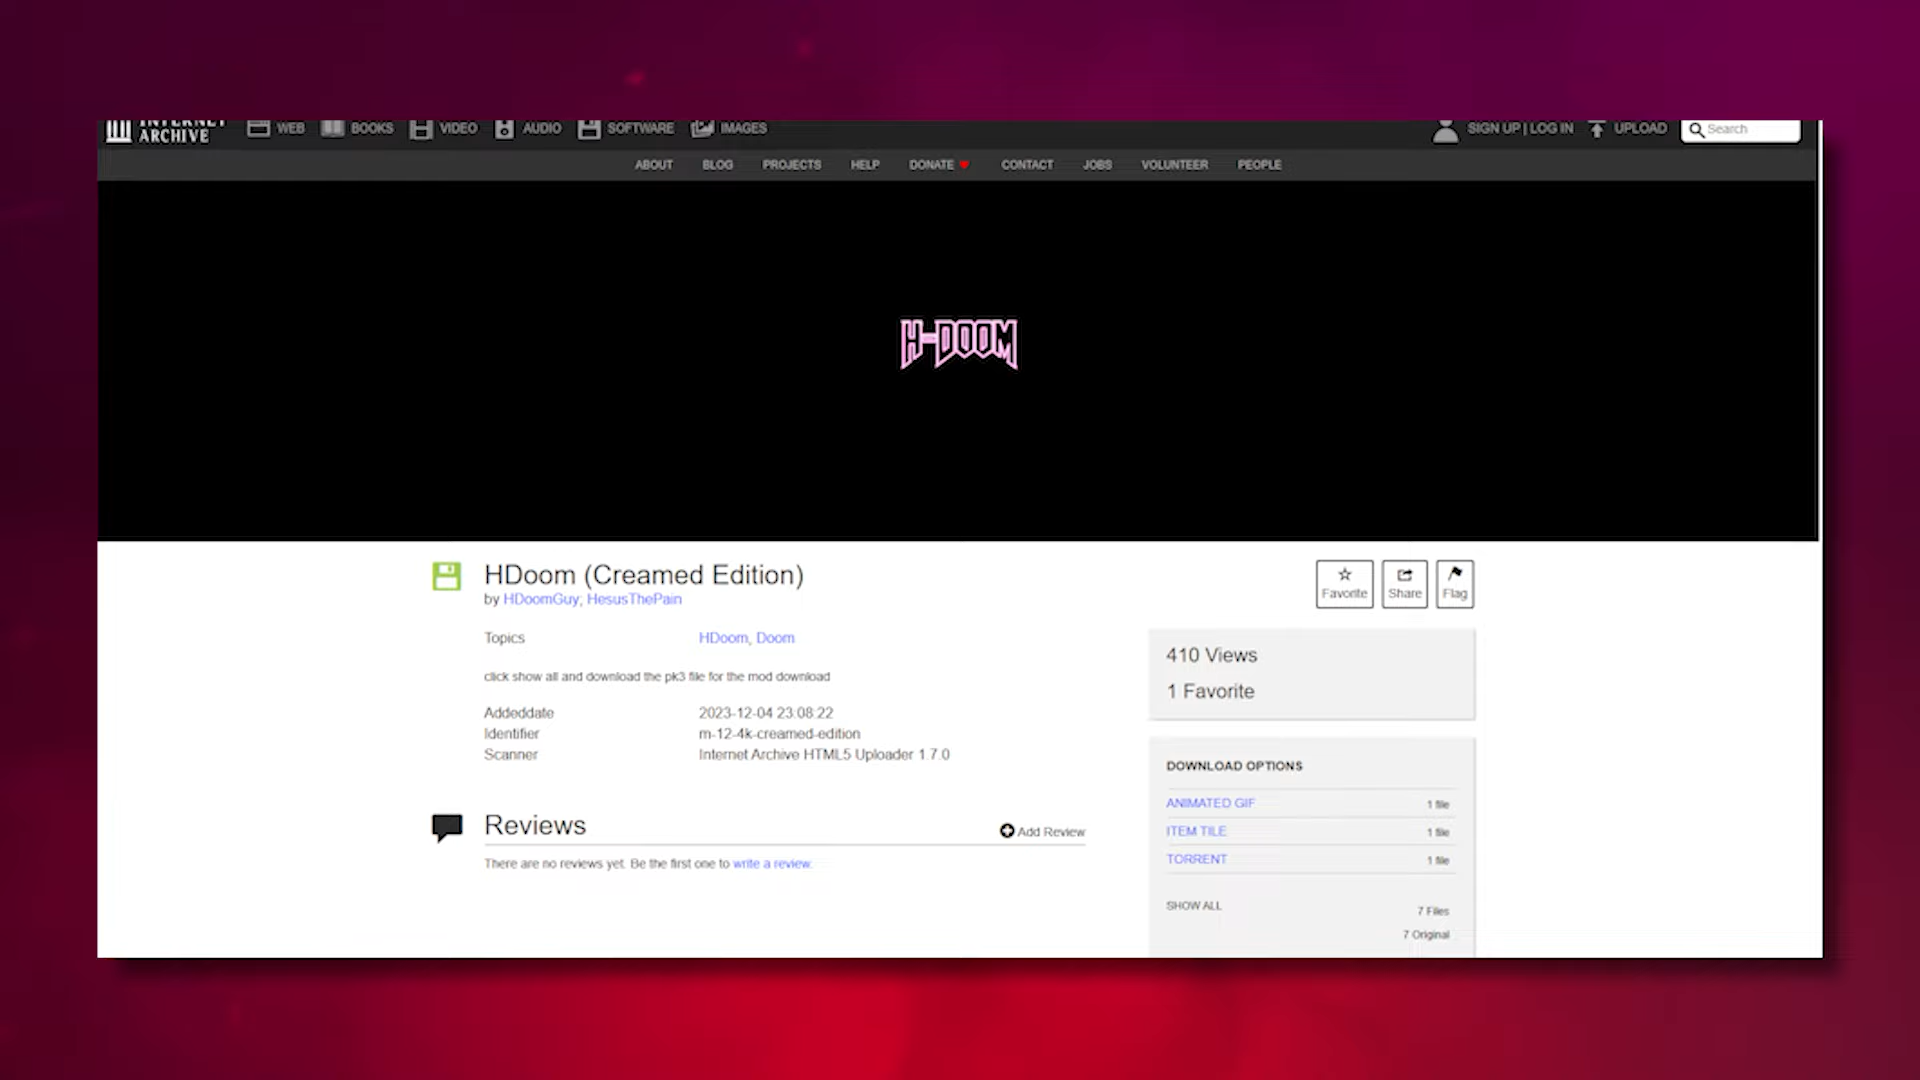 INTERNET
ARCHIVE
WEB BOOKS VIDEO AUDIO SOFTWARE IMAGES SIGN UP | LOG IN UPLOAD Search
ABOUT BLOG PROJECTS HELP DONATE CONTACT JOBS VOLUNTEER PEOPLE
H-DOOM
HDoom (Creamed Edition)
by HDoomGuy; HesusThePain
Favorite Share Flag
Topics HDoom, Doom
click show all and download the pk3 file for the mod download
Addeddate 2023-12-04 23:08:22
Identifier m-12-4k-creamed-edition
Scanner Internet Archive HTML5 Uploader 1.7.0
Reviews
Add Review
There are no reviews yet. Be the first one to write a review.
410 Views
1 Favorite
DOWNLOAD OPTIONS
ANIMATED GIF 1 file
ITEM TILE 1 file
TORRENT 1 file
SHOW ALL 7 Files
7 Original